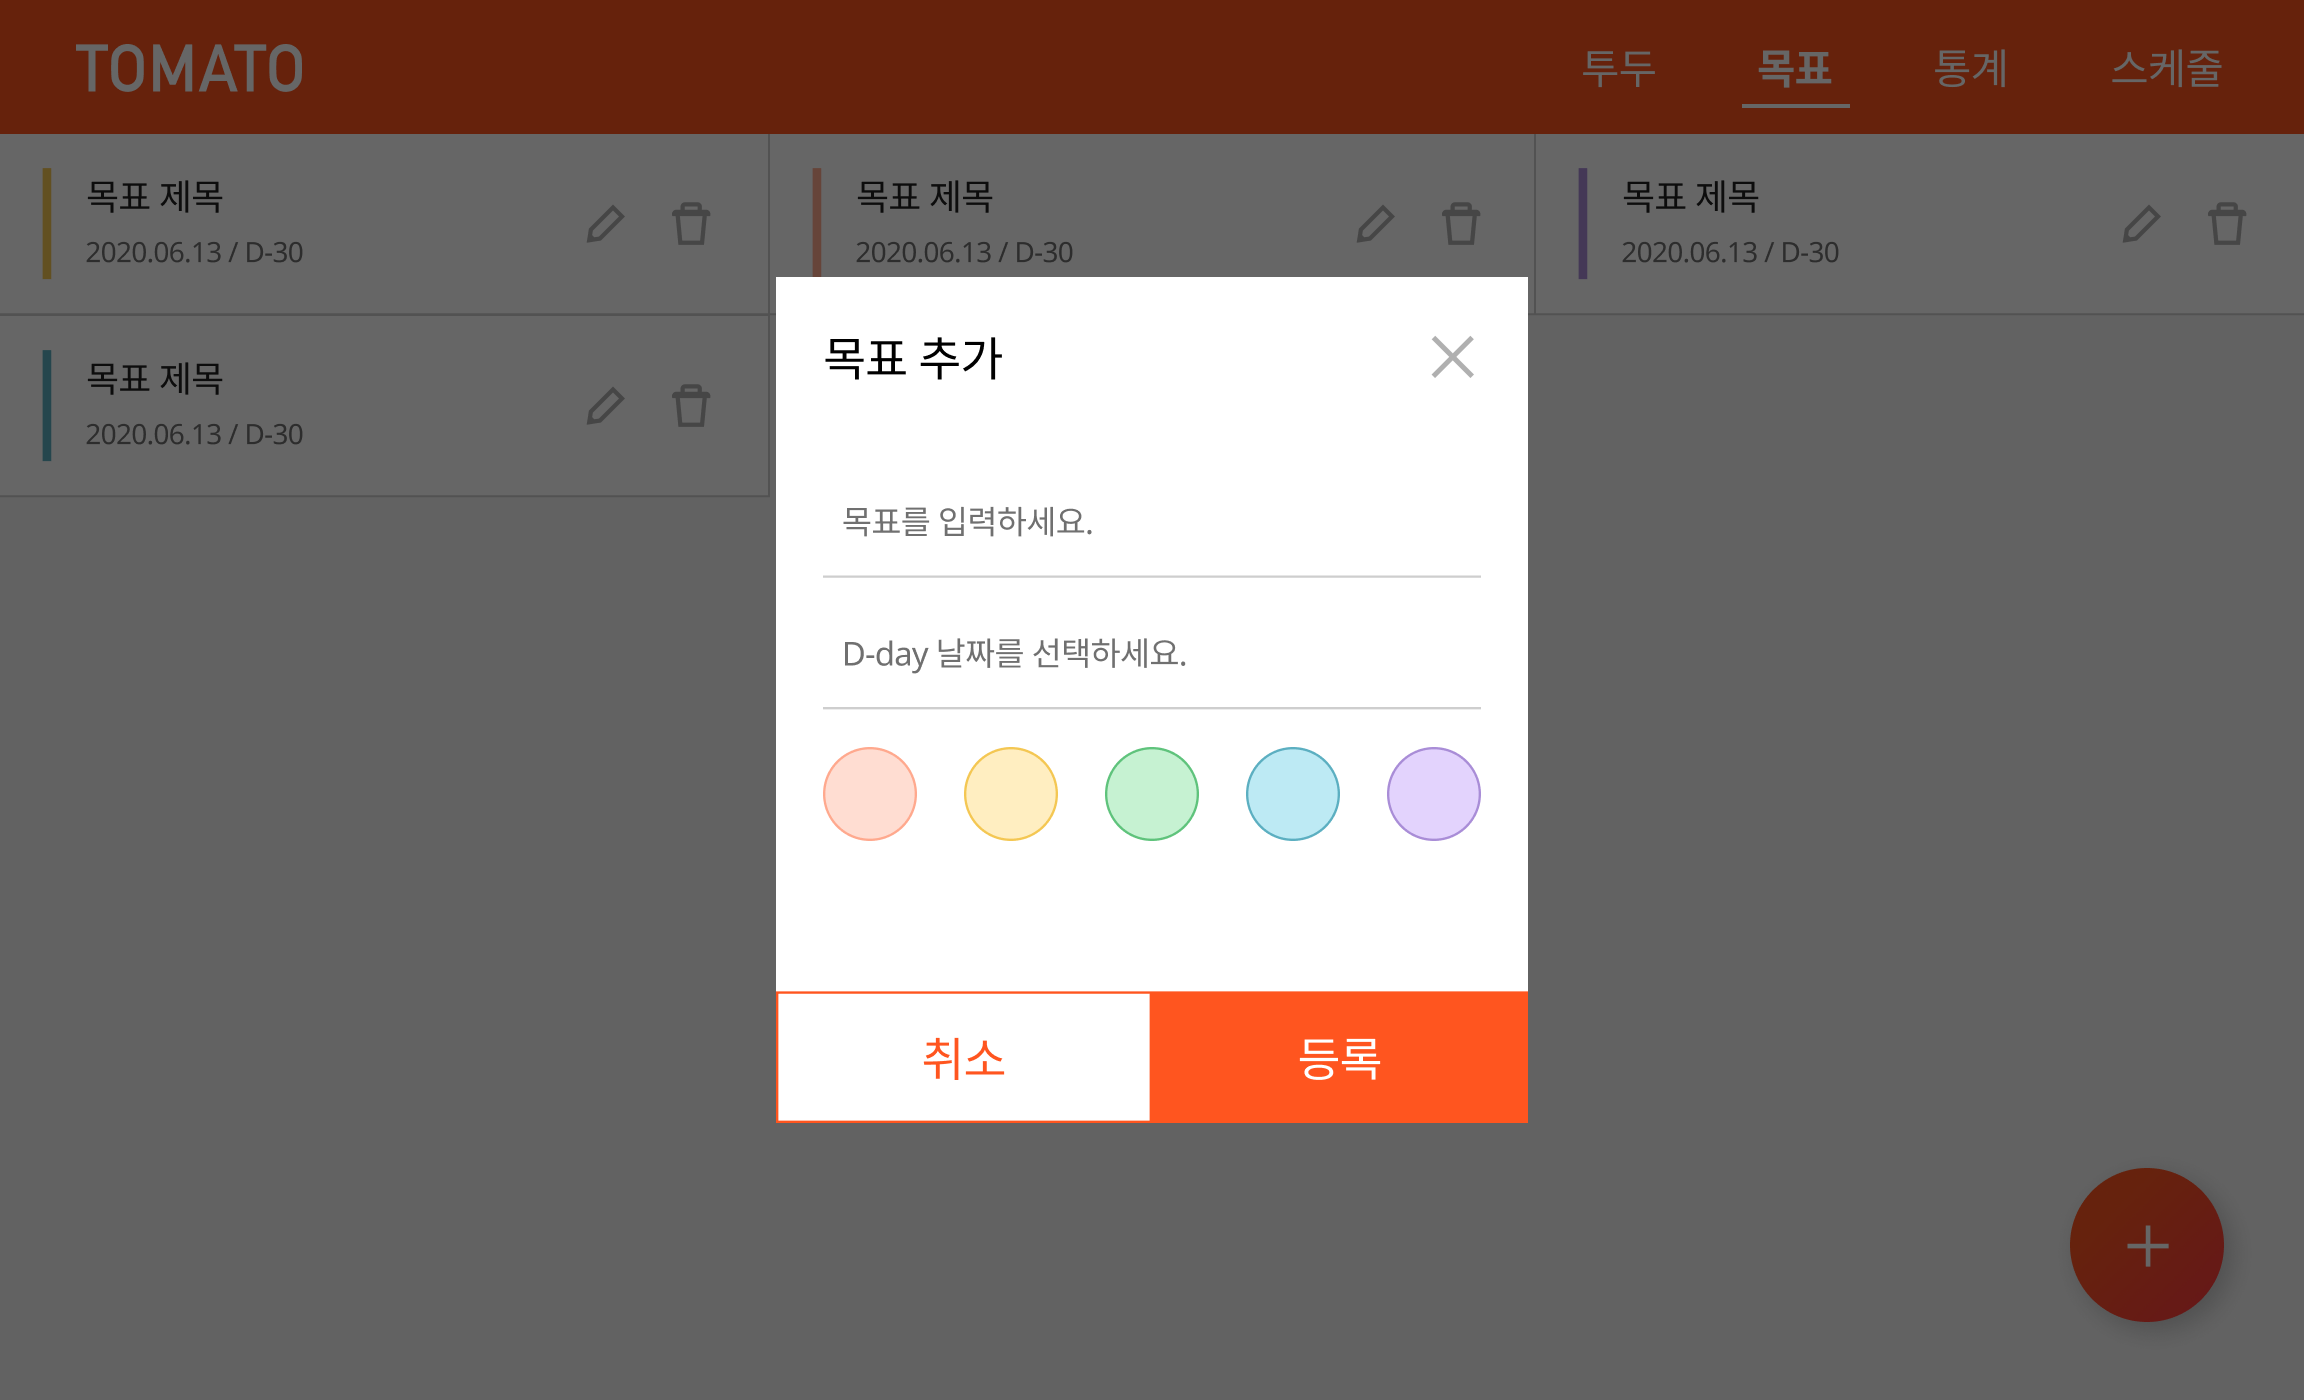 TOMATO
투두 목표 통계 스케줄
목표 제목
2020.06.13 / D-30
목표 제목
2020.06.13 / D-30
목표 제목
2020.06.13 / D-30
목표 제목
2020.06.13 / D-30
목표 추가
목표를 입력하세요.
D-day 날짜를 선택하세요.
취소 등록